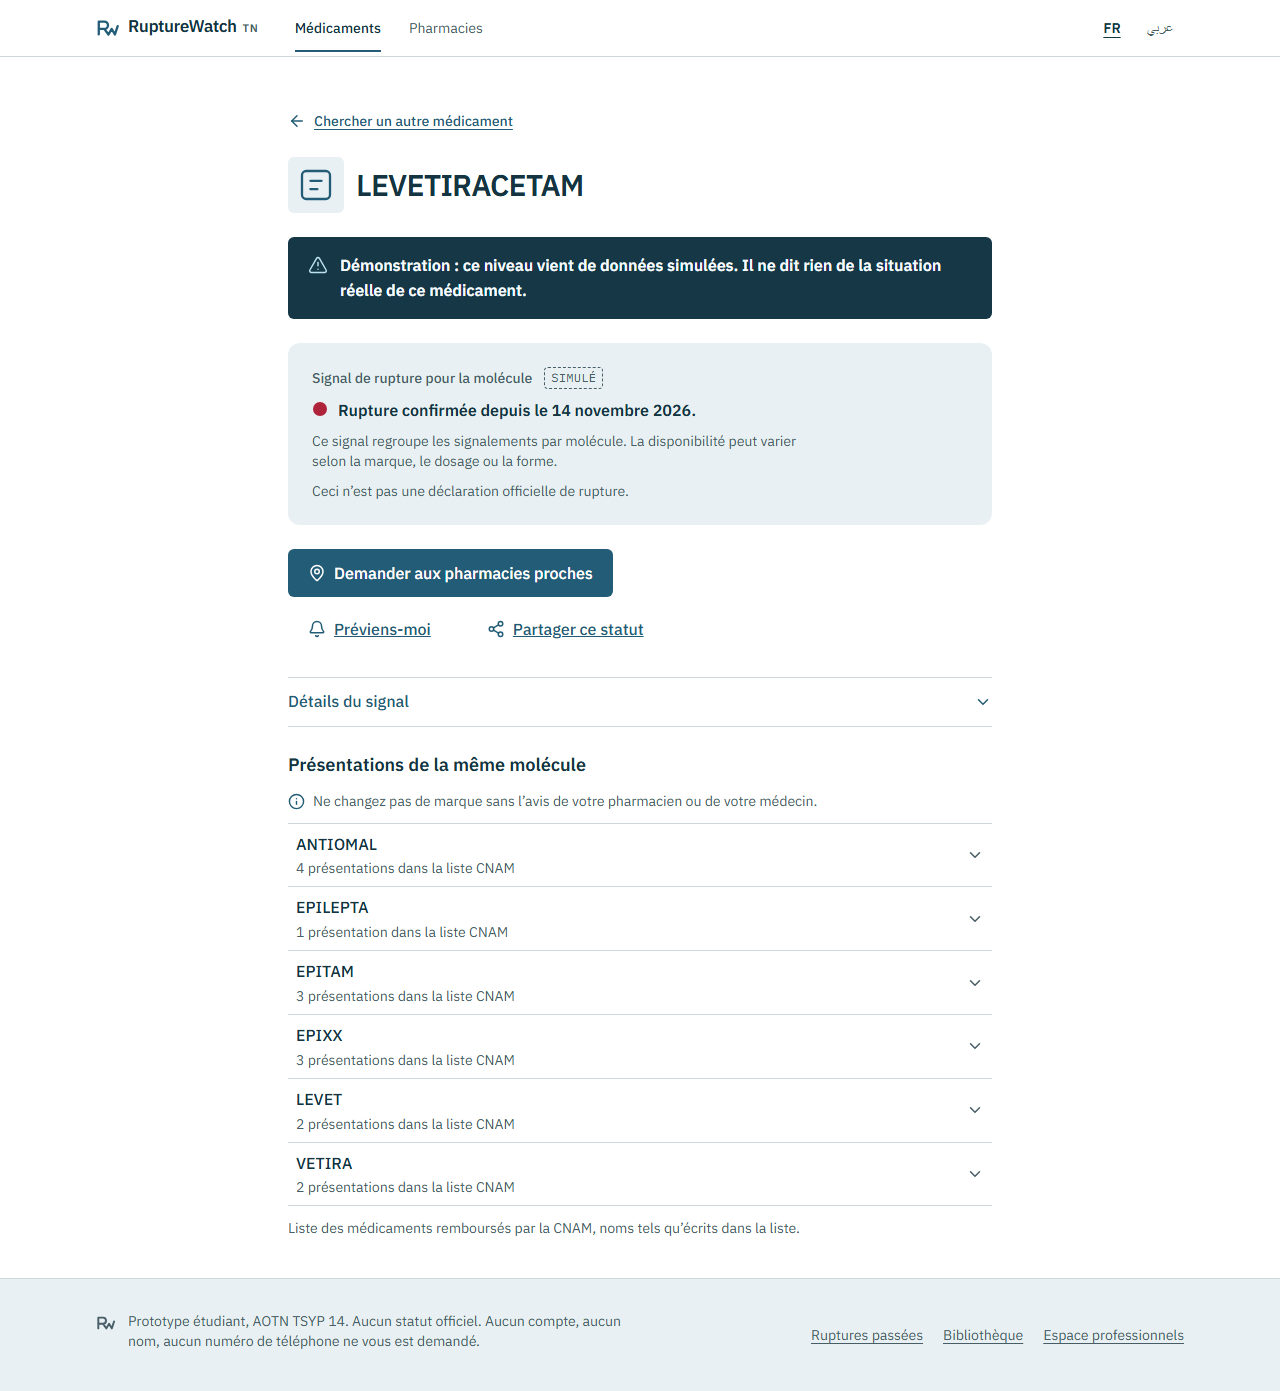 RuptureWatch TN
Médicaments
Pharmacies
FR
عربي
Chercher un autre médicament
LEVETIRACETAM
Démonstration : ce niveau vient de données simulées. Il ne dit rien de la situation
réelle de ce médicament.
Signal de rupture pour la molécule SIMULÉ
Rupture confirmée depuis le 14 novembre 2026.
Ce signal regroupe les signalements par molécule. La disponibilité peut varier
selon la marque, le dosage ou la forme.
Ceci n’est pas une déclaration officielle de rupture.
Demander aux pharmacies proches
Préviens-moi
Partager ce statut
Détails du signal
Présentations de la même molécule
Ne changez pas de marque sans l’avis de votre pharmacien ou de votre médecin.
ANTIOMAL
4 présentations dans la liste CNAM
EPILEPTA
1 présentation dans la liste CNAM
EPITAM
3 présentations dans la liste CNAM
EPIXX
3 présentations dans la liste CNAM
LEVET
2 présentations dans la liste CNAM
VETIRA
2 présentations dans la liste CNAM
Liste des médicaments remboursés par la CNAM, noms tels qu’écrits dans la liste.
Prototype étudiant, AOTN TSYP 14. Aucun statut officiel. Aucun compte, aucun
nom, aucun numéro de téléphone ne vous est demandé.
Ruptures passées
Bibliothèque
Espace professionnels